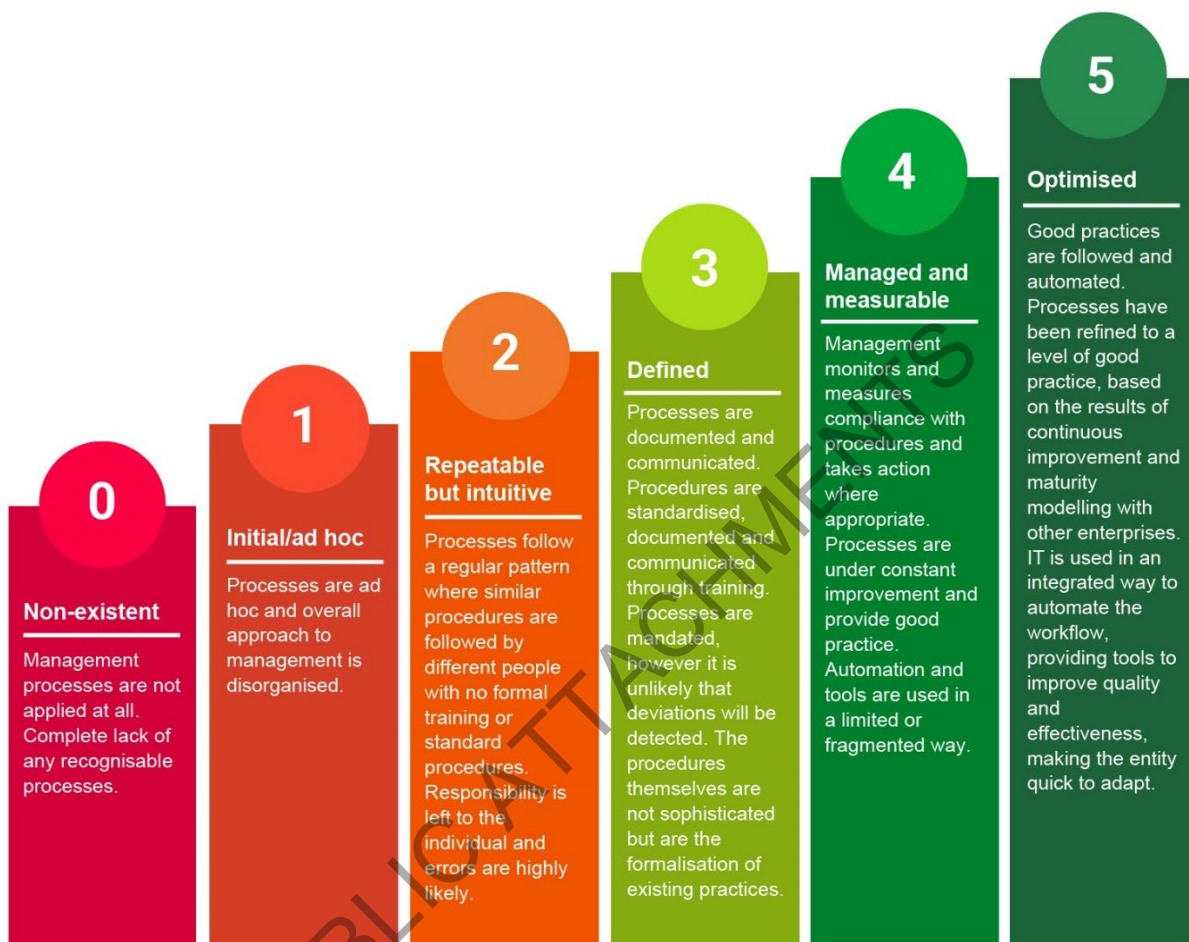 0
Non-existent
Management
processes are not
applied at all.
Complete lack of
any recognisable
processes.
1
Initial/ad hoc
Processes are ad
hoc and overall
approach to
management is
disorganised.
2
Repeatable
but intuitive
Processes follow
a regular pattern
where similar
procedures are
followed by
different people
with no formal
training or
standard
procedures.
Responsibility is
left to the
individual and
errors are highly
likely.
3
Defined
Processes are
documented and
communicated.
Procedures are
standardised,
documented and
communicated
through training.
Processes are
mandated,
however it is
unlikely that
deviations will be
detected. The
procedures
themselves are
not sophisticated
but are the
formalisation of
existing practices.
4
Managed and
measurable
Management
monitors and
measures
compliance with
procedures and
takes action
where
appropriate.
Processes are
under constant
improvement and
provide good
practice.
Automation and
tools are used in
a limited or
fragmented way.
5
Optimised
Good practices
are followed and
automated.
Processes have
been refined to a
level of good
practice, based
on the results of
continuous
improvement and
maturity
modelling with
other enterprises.
IT is used in an
integrated way to
automate the
workflow,
providing tools to
improve quality
and
effectiveness,
making the entity
quick to adapt.
BLIC ATTACHMENTS